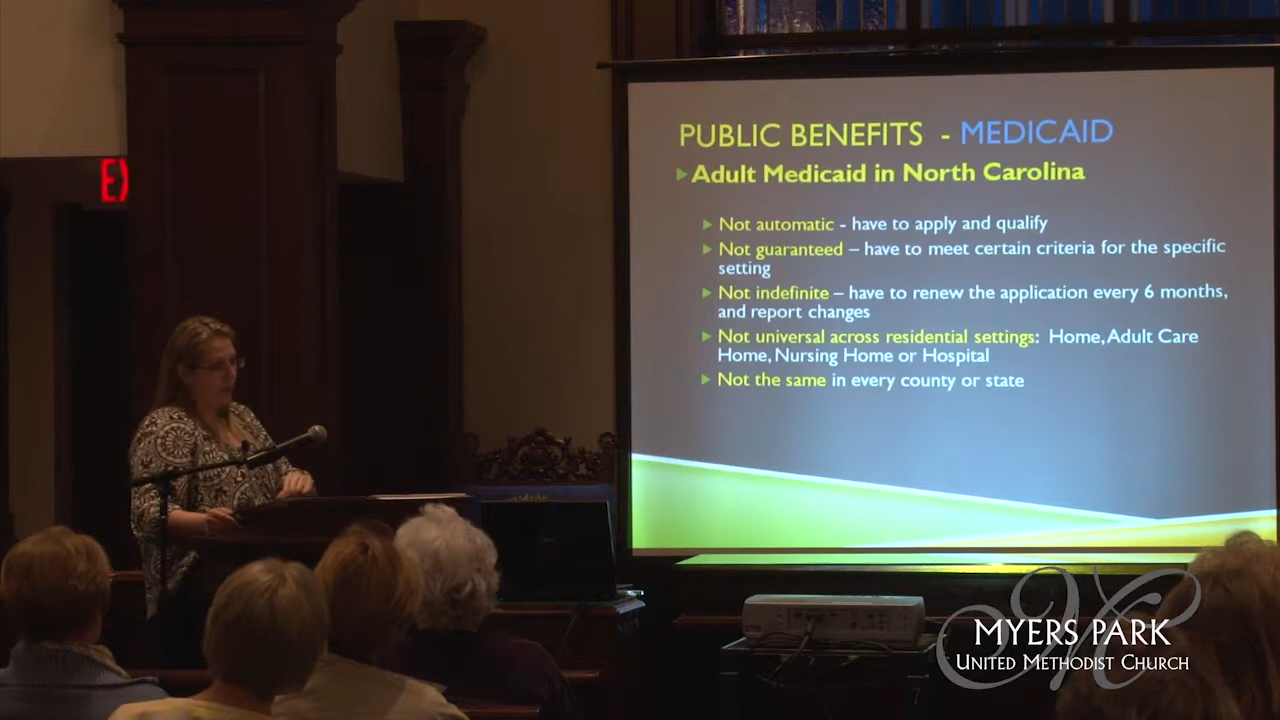 PUBLIC BENEFITS - MEDICAID
Adult Medicaid in North Carolina
Not automatic - have to apply and qualify
Not guaranteed – have to meet certain criteria for the specific
setting
Not indefinite – have to renew the application every 6 months,
and report changes
Not universal across residential settings: Home, Adult Care
Home, Nursing Home or Hospital
Not the same in every county or state
MYERS PARK
UNITED METHODIST CHURCH